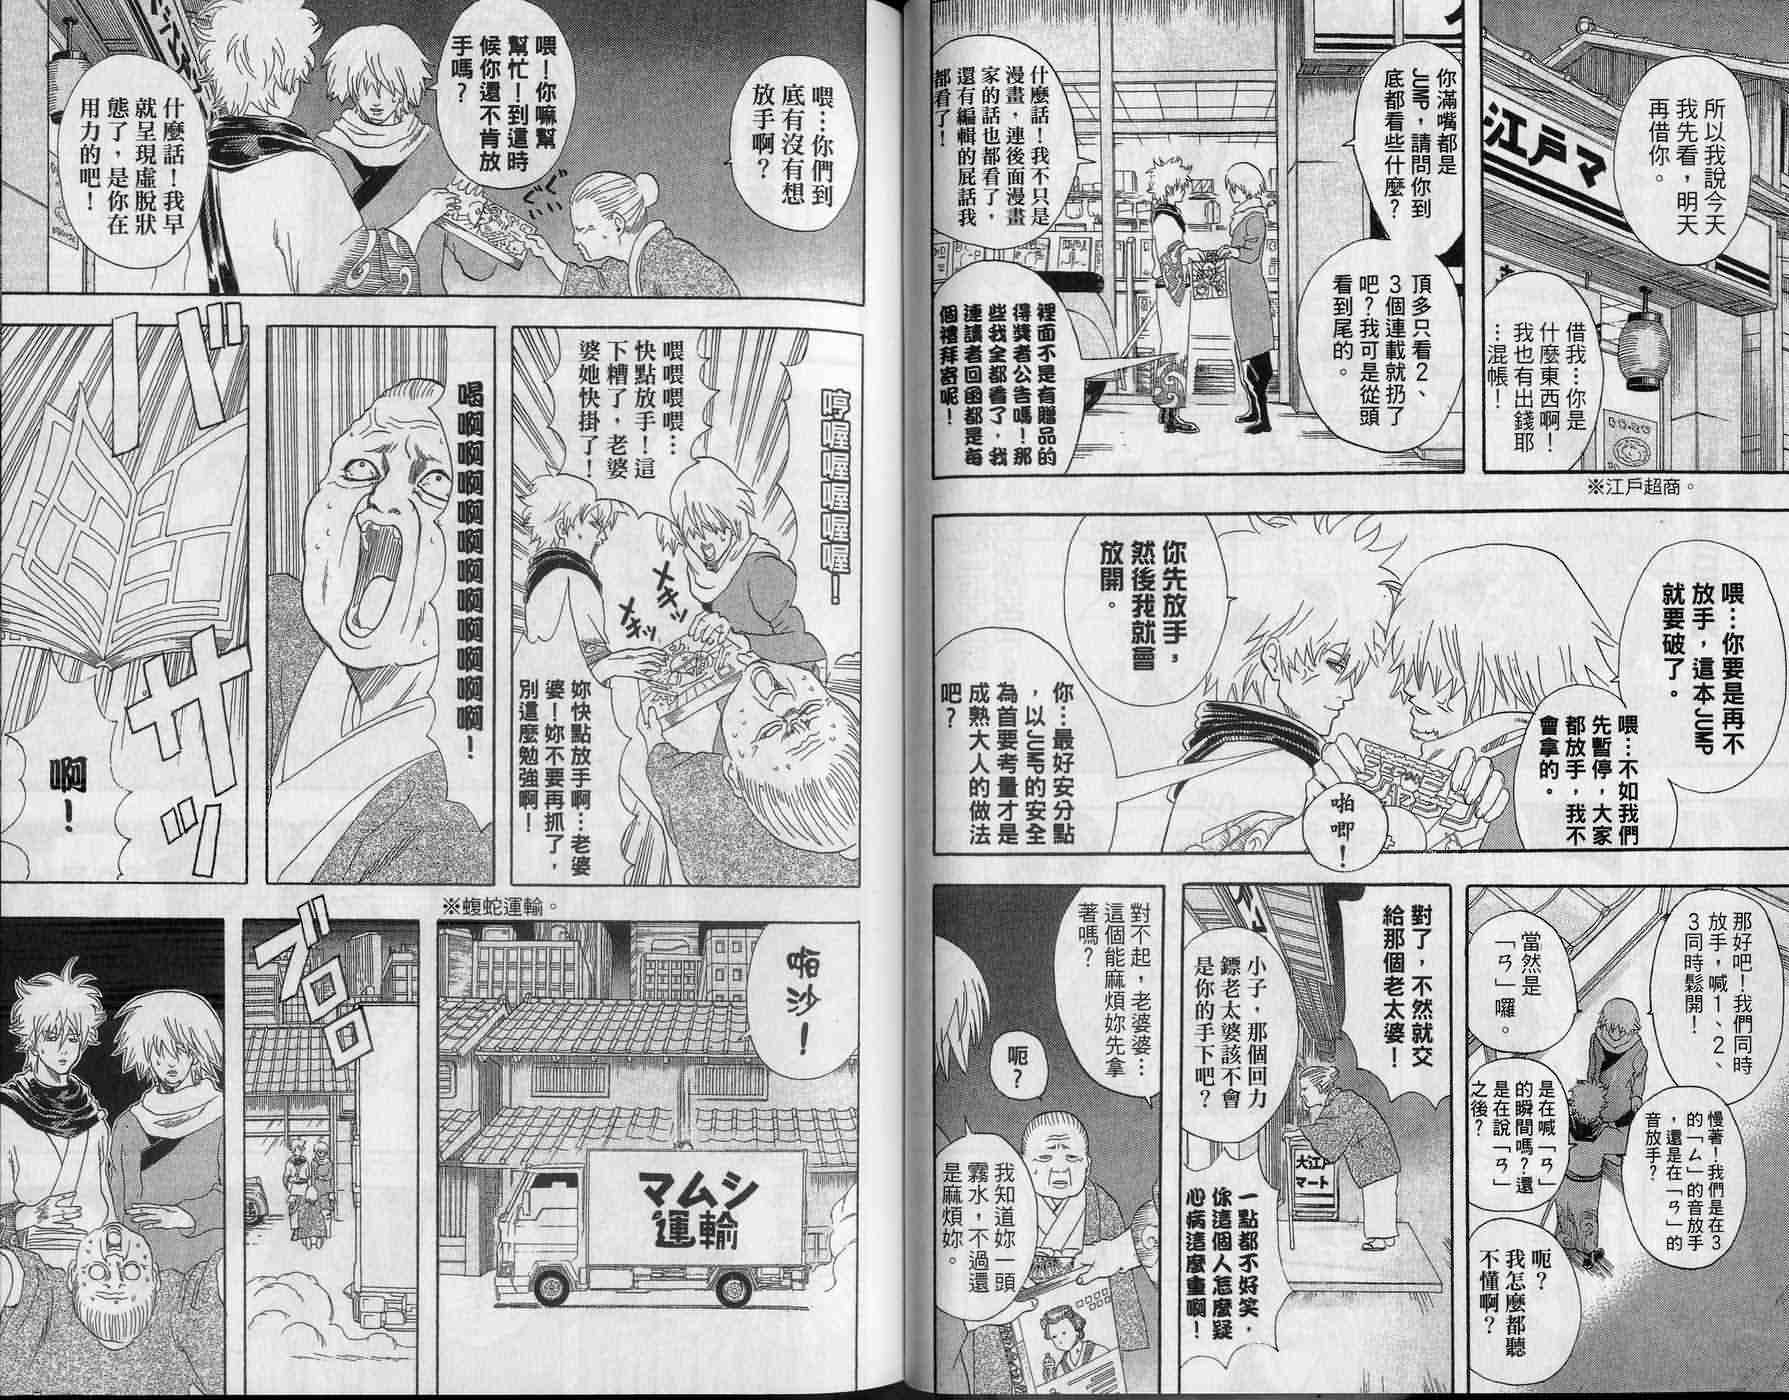 所以我說今天
我先看，明天
再借你。
江戸マ
借我…你是
什麼東西啊！
我也有出錢耶
…混帳！
※江戶超商。
你滿嘴都是
JUMP，請問你到
底都看些什麼？
頂多只看2、
3個連載就扔了
吧？我可是從頭
看到尾的。
什麼話！我不只是
漫畫，連後面漫畫
家的話也都看了，
還有編輯的屁話我
都看了！
裡面不是有贈品的
得獎者公告嗎！那
些我全都看了，我
連讀者回函都是每
個禮拜寄呢！
喂…你要是再不
放手，這本JUMP
就要破了。
喂…不如我們
先暫停，大家
都放手，我不
會拿的。
你先放手，
然後我就會
放開。
你…最好安分點
，以JUMP的安全
為首要考量才是
成熟大人的做法
吧？
啪唧！
那好吧！我們同時
放手，喊1、2、
3同時鬆開！
慢著！我們是在3
的「ㄙ」的音放手
，還是在「ㄢ」的
音放手？
當然是
「ㄢ」囉。
是在喊「ㄢ」
的瞬間嗎？還
是在說「ㄢ」
之後？
呃？
我怎麼都聽
不懂啊？
對了，不然就交
給那個老太婆！
小子，那個回力
鏢老太婆該不會
是你的手下吧？
大江戸
マート
一點都不好笑，
你這個人怎麼疑
心病這麼重啊！
對不起，老婆婆…
這個能麻煩妳先拿
著嗎？
呃？
我知道妳一頭
霧水，不過還
是麻煩妳。
喂…你們到
底有沒有想
放手啊？
喂！你嘛幫
幫忙！到這時
候你還不肯放
手嗎？
什麼話！我早
就呈現虛脫狀
態了，是你在
用力的吧！
哼喔喔喔喔喔！
喂喂喂喂…
快點放手！這
下糟了，老婆
婆她快掛了！
メキッ
メキッ
妳快點放手啊…老婆
婆！妳不要再抓了，
別這麼勉強啊！
喝啊啊啊啊啊啊啊啊啊啊！
バサッ
啊！
※蝮蛇運輸。
啪沙！
マムシ
運輸
ブロロロ